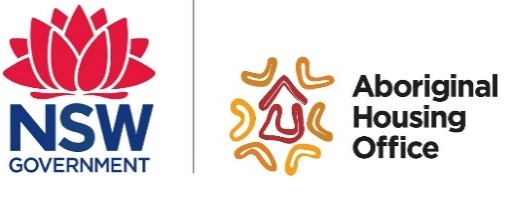 NSW
GOVERNMENT
Aboriginal
Housing
Office